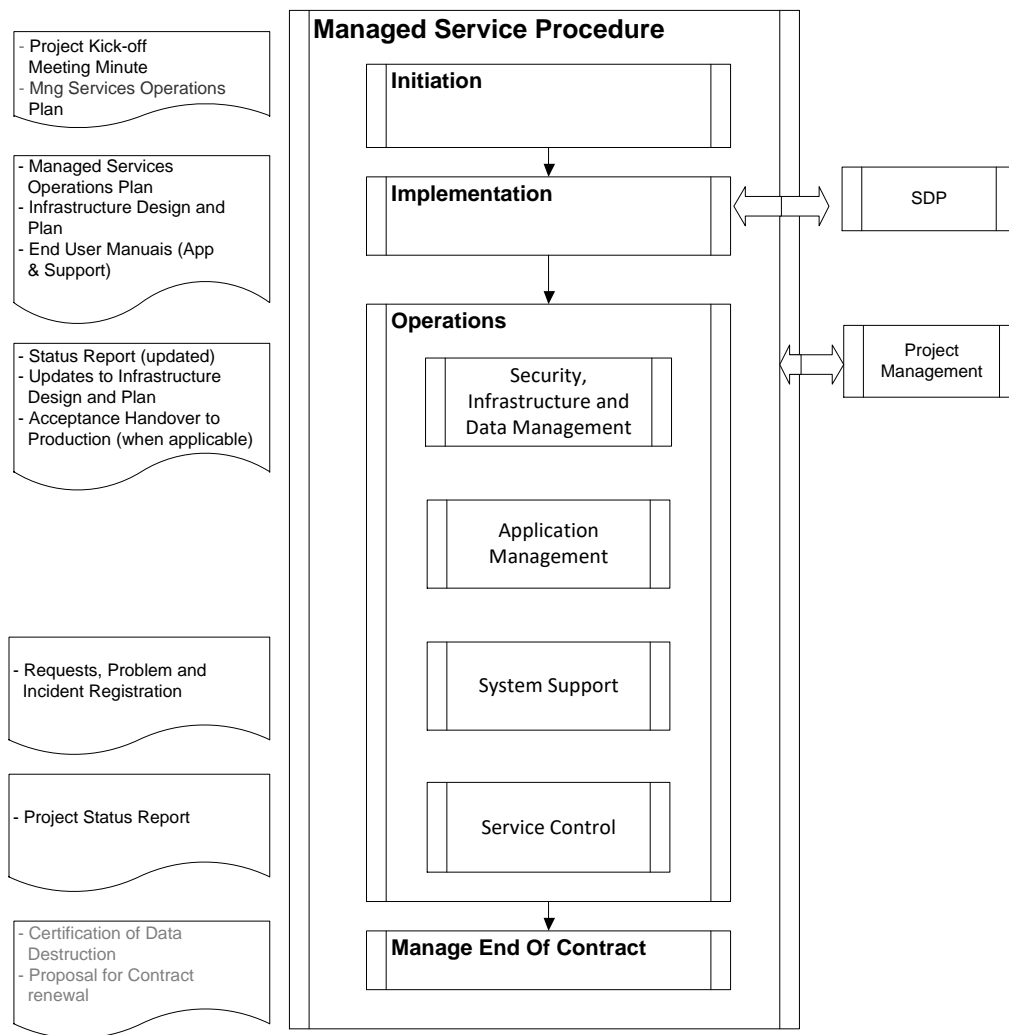 Managed Service Procedure
- Project Kick-off
Meeting Minute
- Mng Services Operations
Plan
Initiation
- Managed Services
Operations Plan
- Infrastructure Design and
Plan
- End User Manuais (App
& Support)
Implementation
SDP
- Status Report (updated)
- Updates to Infrastructure
Design and Plan
- Acceptance Handover to
Production (when applicable)
Operations
Security,
Infrastructure and
Data Management
Project
Management
Application
Management
- Requests, Problem and
Incident Registration
System Support
- Project Status Report
Service Control
- Certification of Data
Destruction
- Proposal for Contract
renewal
Manage End Of Contract